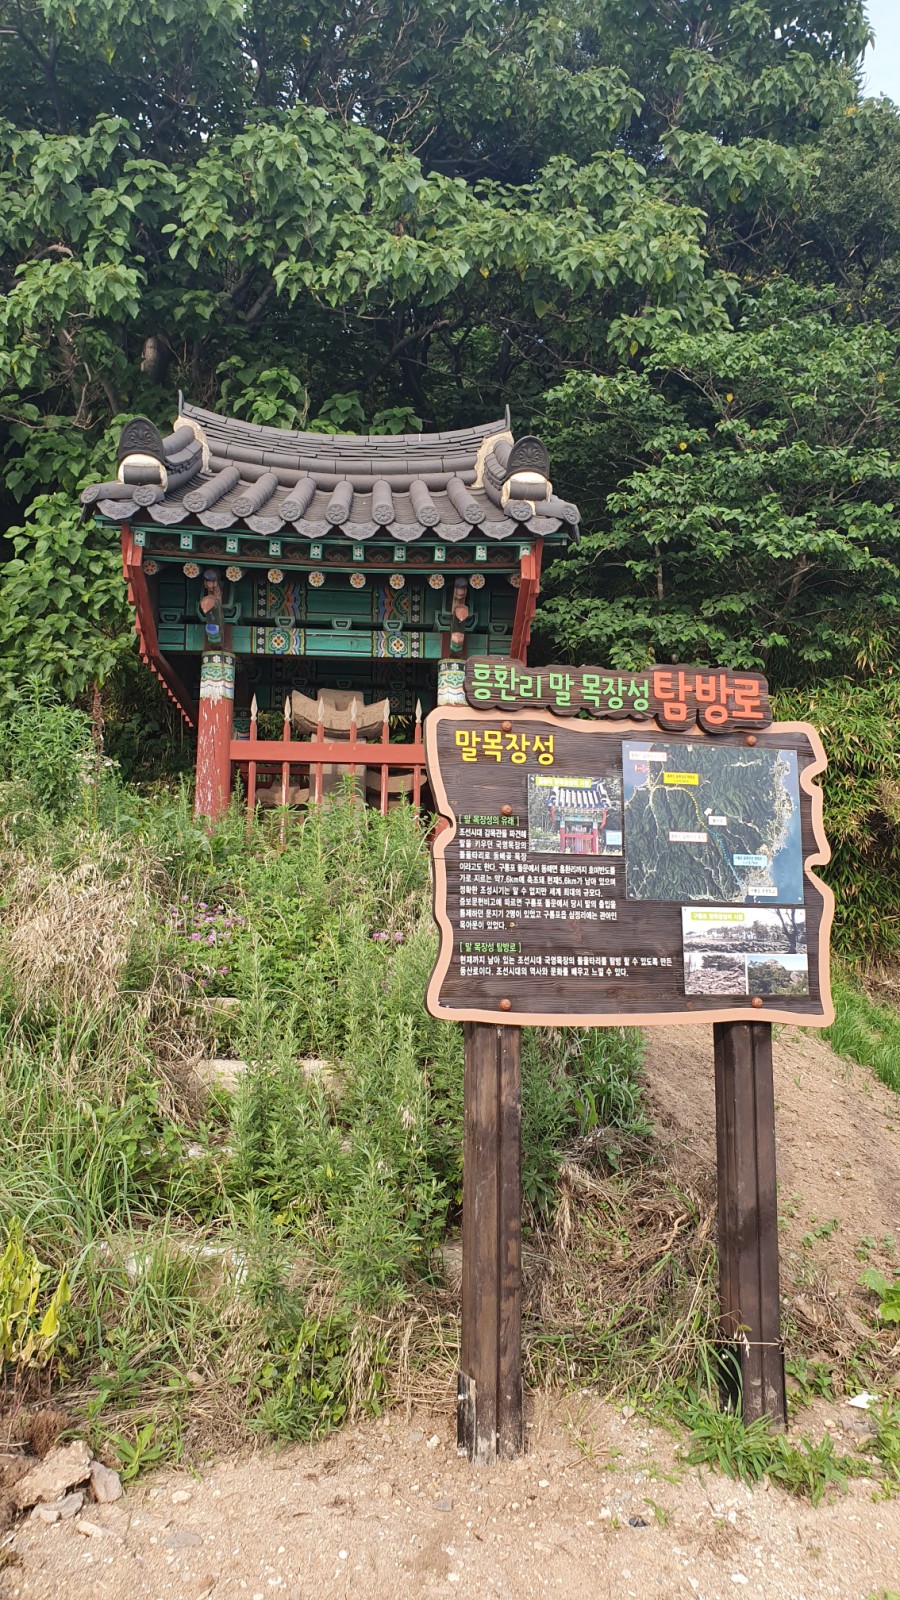 흥환리 말 목장성 탐방로
말목장성
[ 말 목장성의 유래 ]
조선시대 감목관을 파견해
말을 키우던 국영목장의
돌울타리로 동배곶 목장
이라고도 한다. 구룡포 돌문에서 동해면 흥환리까지 호미반도를
가로 지르는 약7.6km에 축조돼 현재5.6km가 남아 있으며
정확한 조성시기는 알 수 없지만 세계 최대의 규모다.
증보문헌비고에 따르면 구룡포 돌문에서 당시 말의 출입을
통제하던 문지기 2명이 있었고 구룡포읍 삼정리에는 관아인
목아문이 있었다.
[ 말 목장성 탐방로 ]
현재까지 남아 있는 조선시대 국영목장의 돌울타리를 탐방 할 수 있도록 만든
등산로이다. 조선시대의 역사와 문화를 배우고 느낄 수 있다.